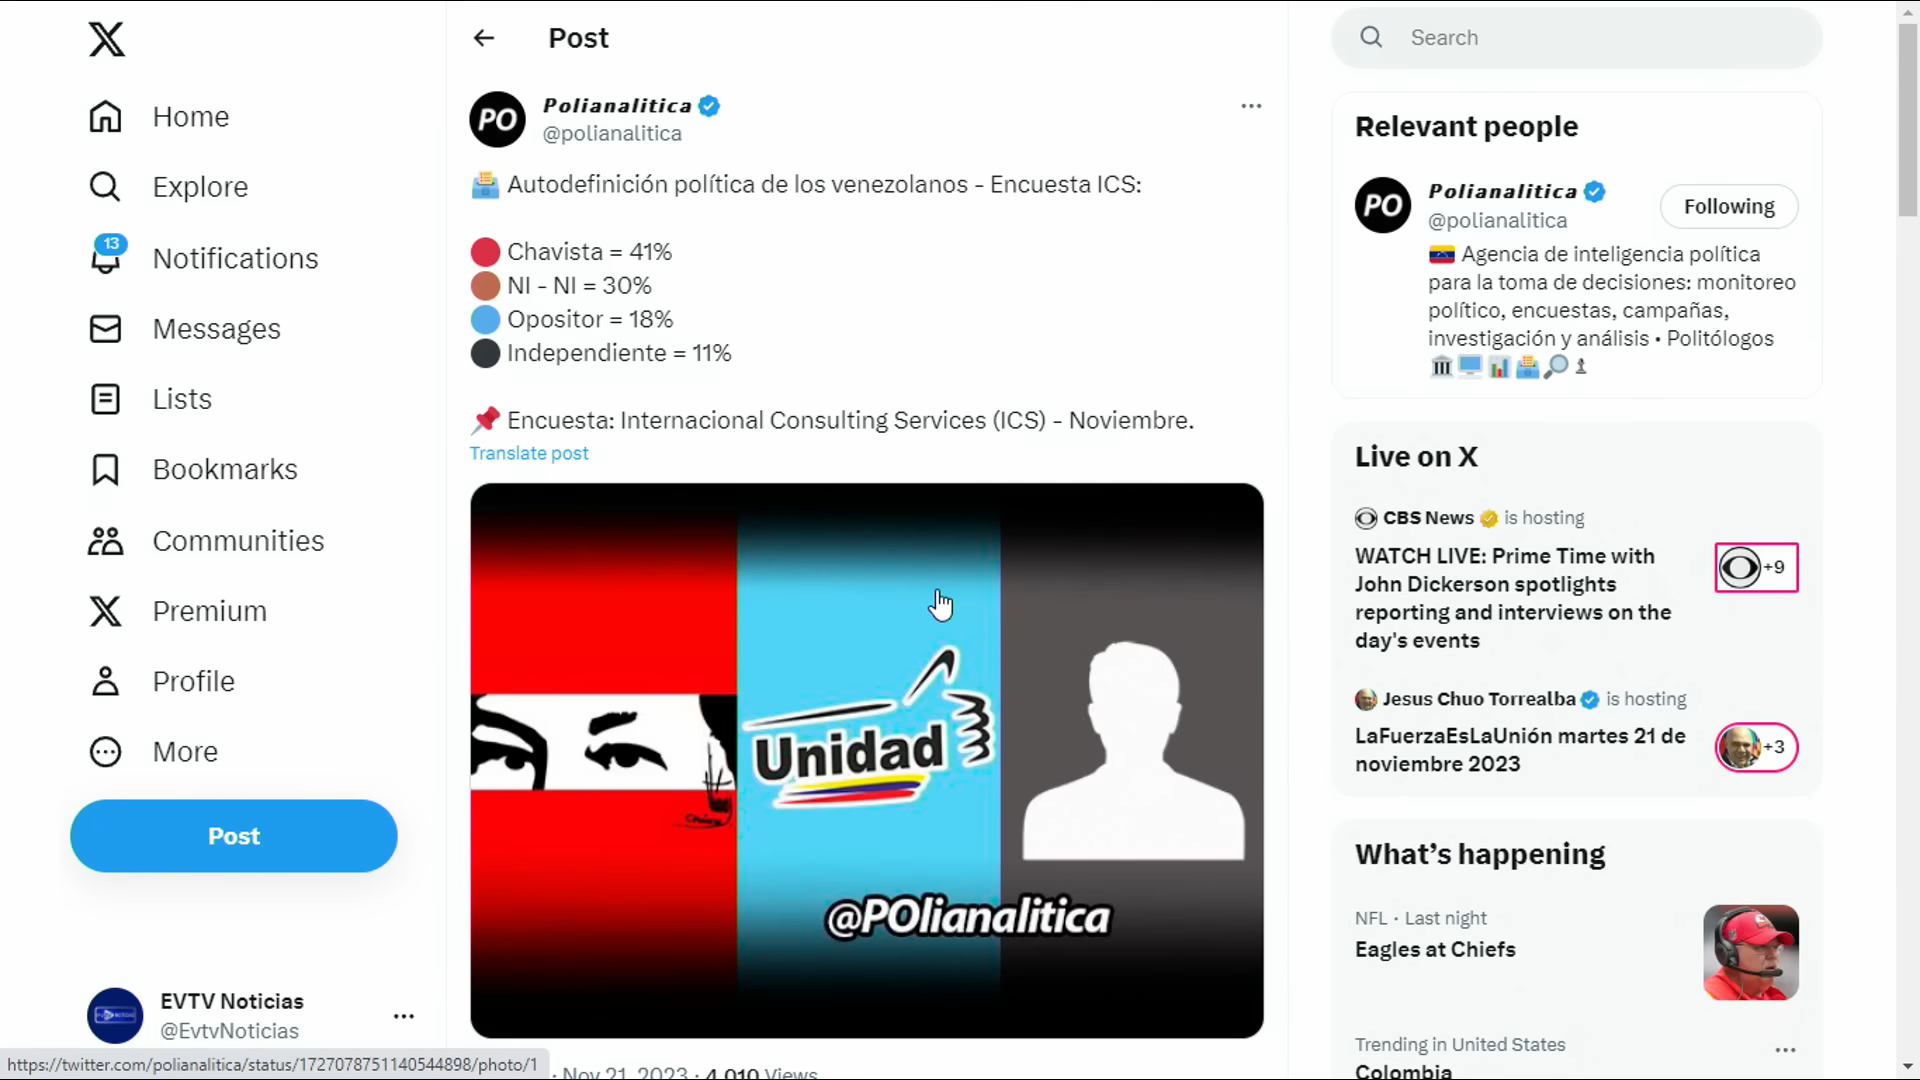 Home
Explore
13
Notifications
Messages
Lists
Bookmarks
Communities
Premium
Profile
More
Post
EVTV Noticias
@EvtvNoticias
https://twitter.com/polianalitica/status/1727078751140544898/photo/1
Post
PO
Polianalitica
@polianalitica
Autodefinición política de los venezolanos - Encuesta ICS:
Chavista = 41%
NI - NI = 30%
Opositor = 18%
Independiente = 11%
Encuesta: Internacional Consulting Services (ICS) - Noviembre.
Translate post
Unidad
@POlianalitica
· Nov 21, 2023 · 4,010 Views
Search
Relevant people
PO
Polianalitica
Following
@polianalitica
Agencia de inteligencia política
para la toma de decisiones: monitoreo
político, encuestas, campañas,
investigación y análisis • Politólogos
Live on X
CBS News is hosting
WATCH LIVE: Prime Time with
John Dickerson spotlights
reporting and interviews on the
day's events
+9
Jesus Chuo Torrealba is hosting
LaFuerzaEsLaUnión martes 21 de
noviembre 2023
+3
What's happening
NFL · Last night
Eagles at Chiefs
Trending in United States
Colombia